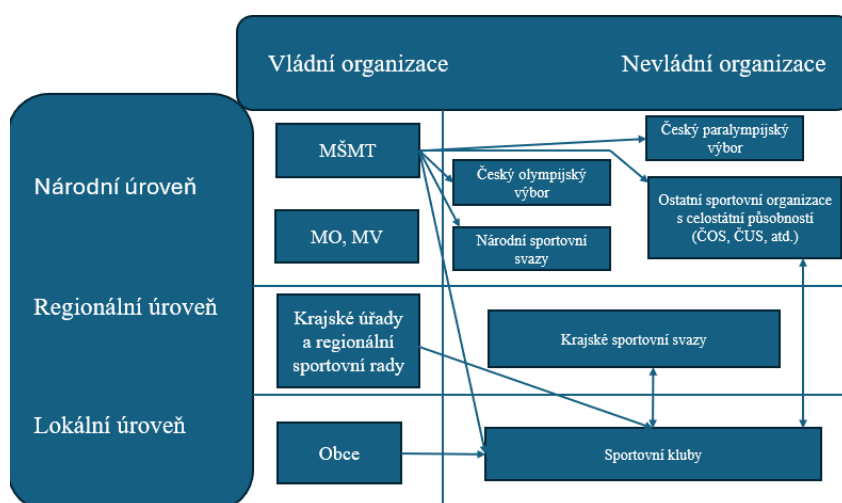 Vládní organizace
Nevládní organizace
Národní úroveň
MŠMT
Český paralympijský
výbor
Český olympijský
výbor
Ostatní sportovní organizace
s celostátní působností
(ČOS, ČUS, atd.)
MO, MV
Národní sportovní
svazy
Regionální úroveň
Krajské úřady
a regionální
sportovní rady
Krajské sportovní svazy
Lokální úroveň
Obce
Sportovní kluby